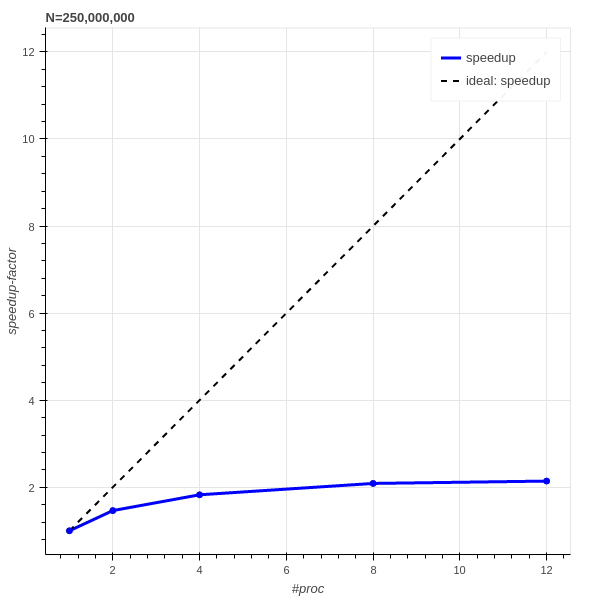 N=250,000,000
speedup
ideal: speedup
speedup-factor
12
10
8
6
4
2
2
4
6
8
10
12
#proc